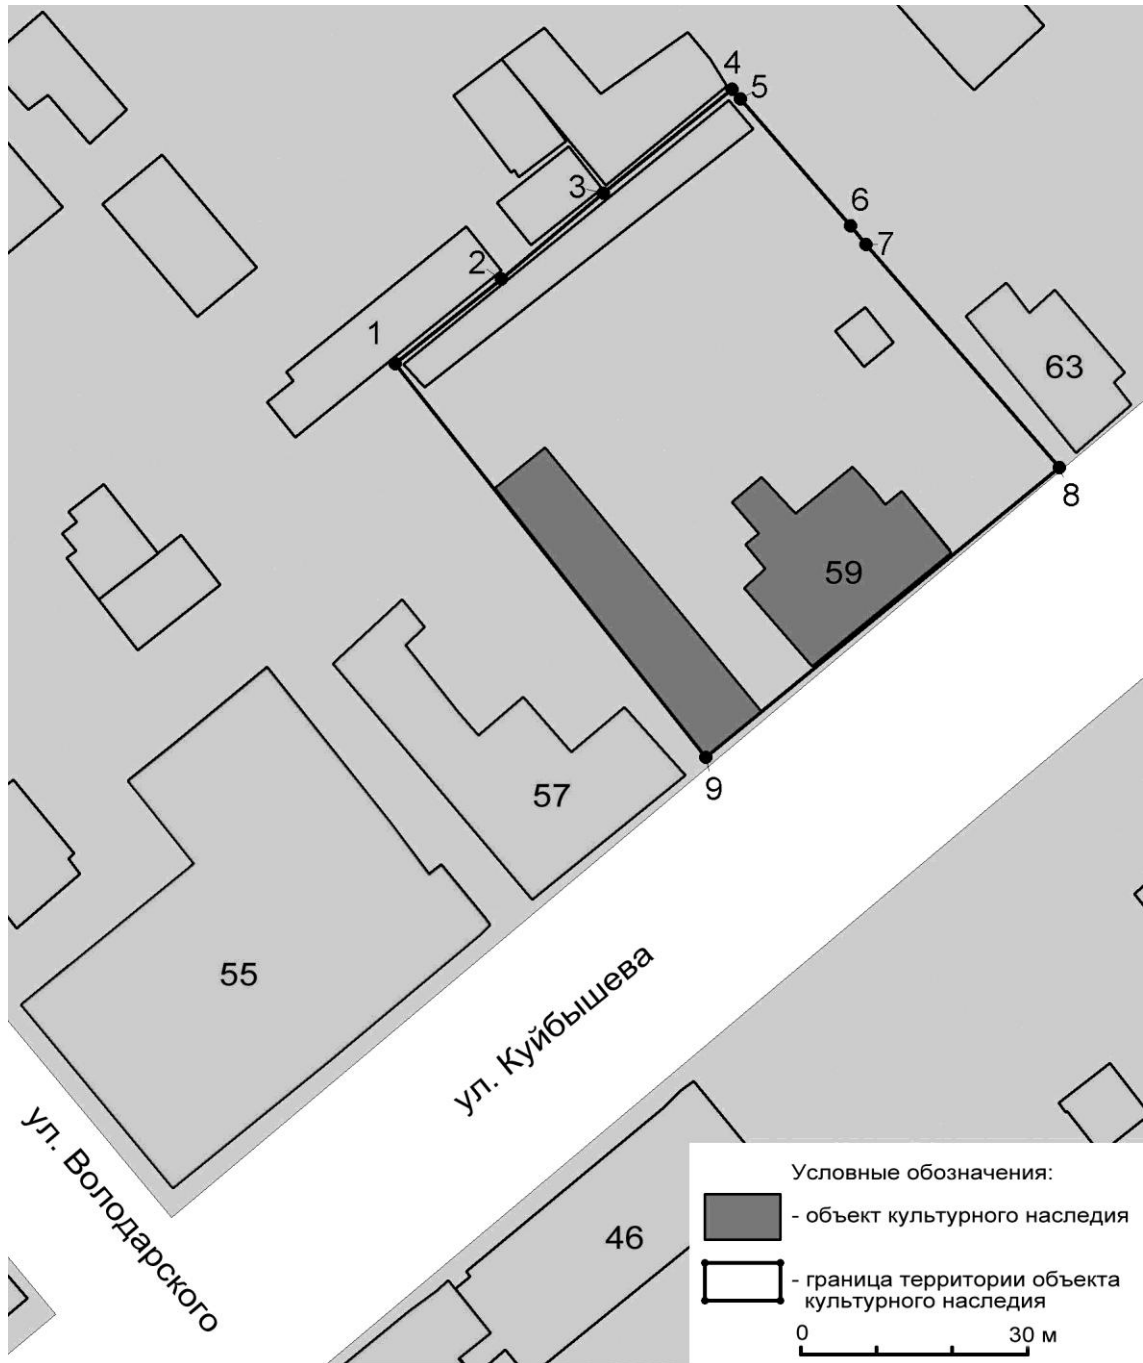 4
5
3
6
7
2
1
63
8
59
9
57
55
ул. Куйбышева
ул. Володарского
46
Условные обозначения:
- объект культурного наследия
- граница территории объекта
культурного наследия
0 30 м